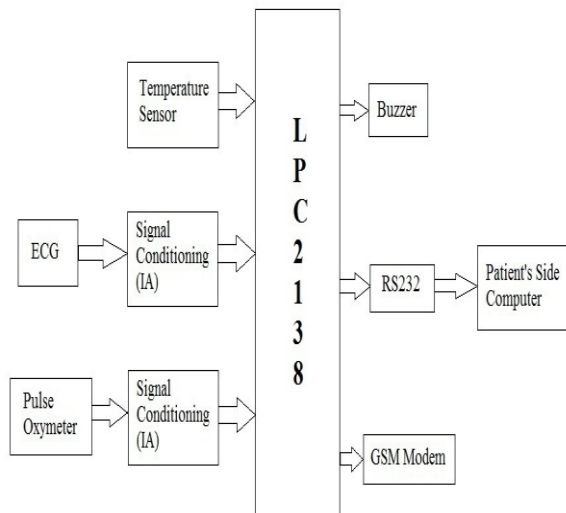 Temperature
Sensor
ECG
Signal
Conditioning
(IA)
Pulse
Oxymeter
Signal
Conditioning
(IA)
L
P
C
2
1
3
8
Buzzer
RS232
Patient's Side
Computer
GSM Modem